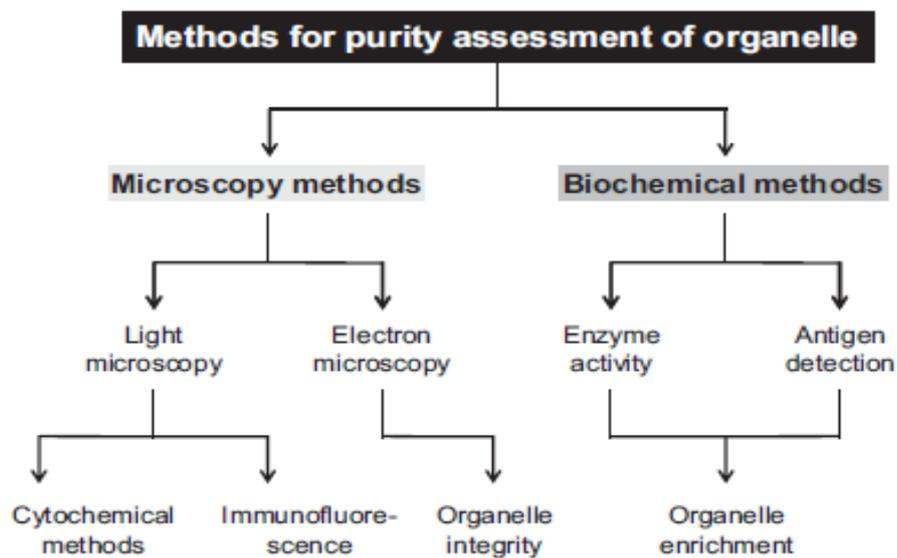 Methods for purity assessment of organelle
Microscopy methods
Biochemical methods
Light
microscopy
Electron
microscopy
Enzyme
activity
Antigen
detection
Cytochemical
methods
Immunofluore-
scence
Organelle
integrity
Organelle
enrichment